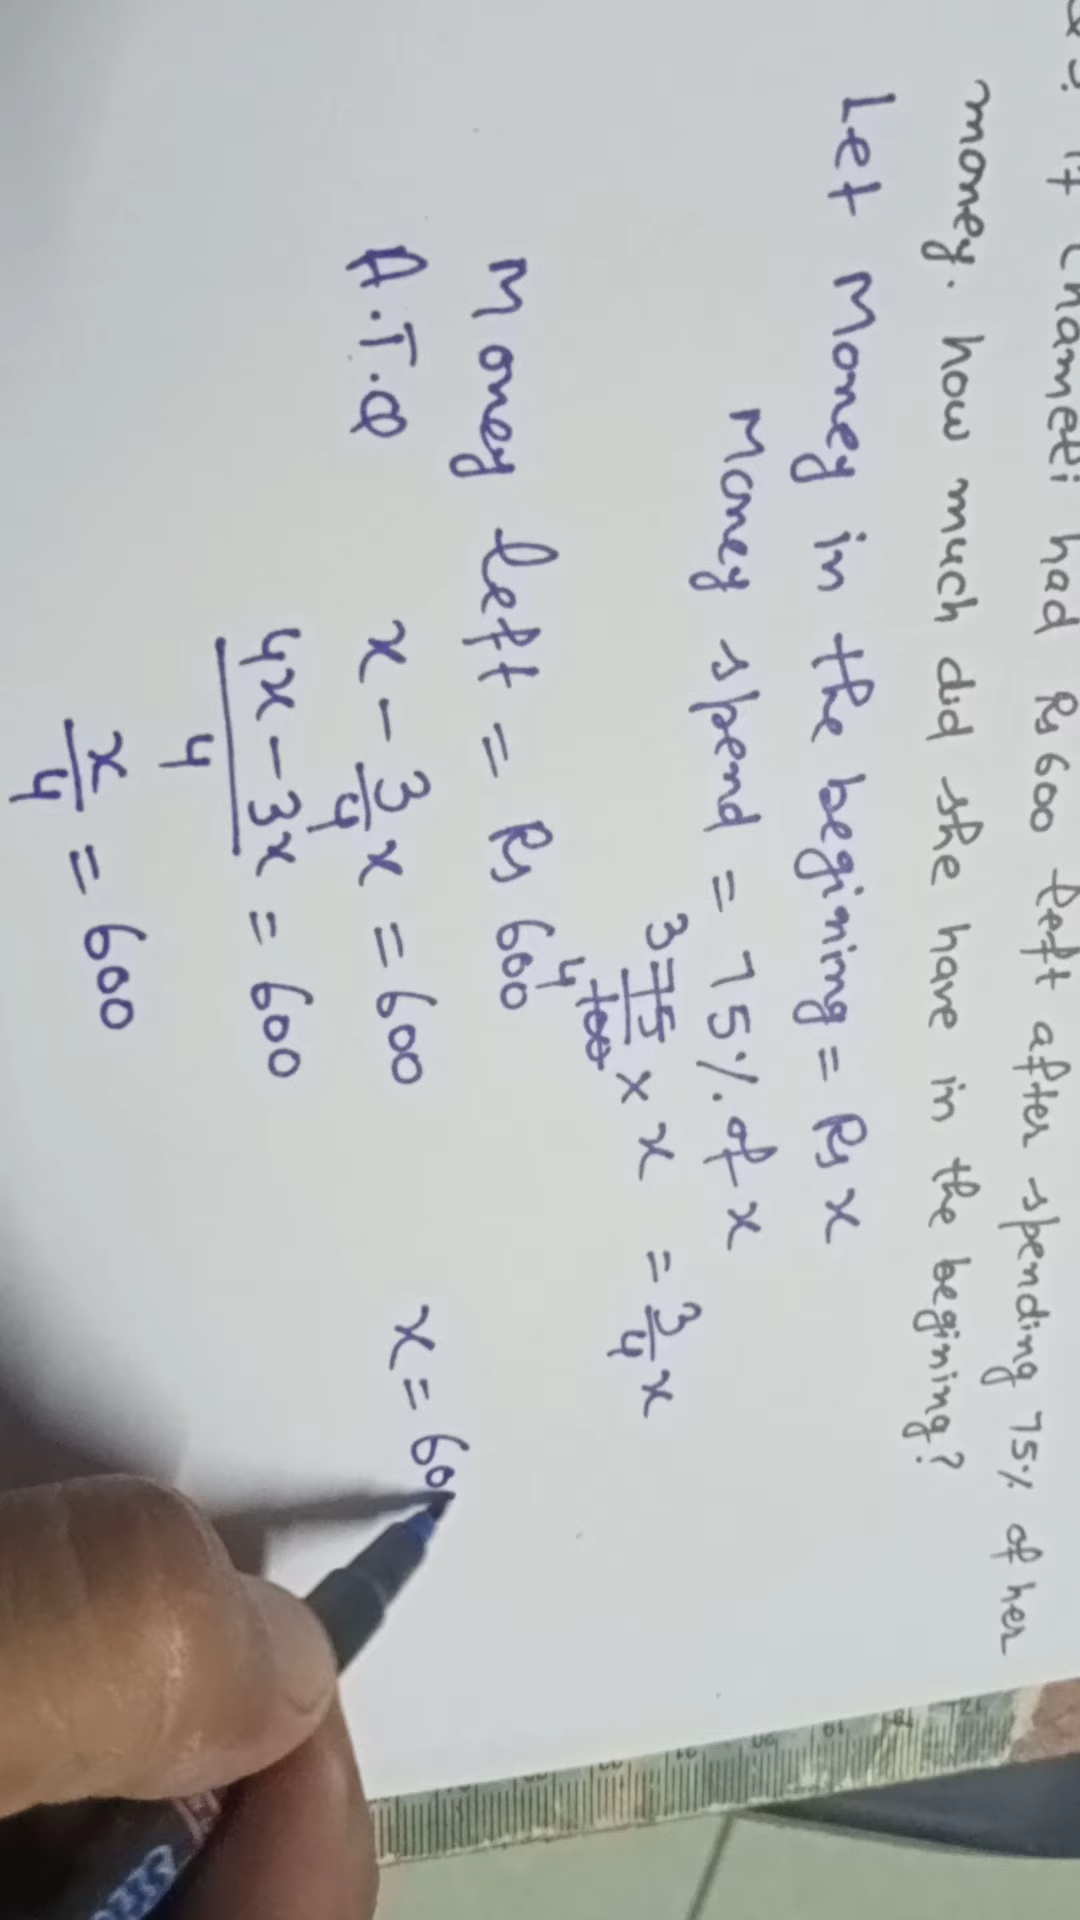 if Chameti had Rs 600 left after spending 75% of her
money. how much did she have in the begining?
Let Money in the begining = Rs x
Money spend = 75% of x
3 75/4 100 × x = 3/4 x
Money left = Rs 600
A.T.Q x - 3/4 x = 600
4x - 3x/4 = 600
x/4 = 600
x = 60